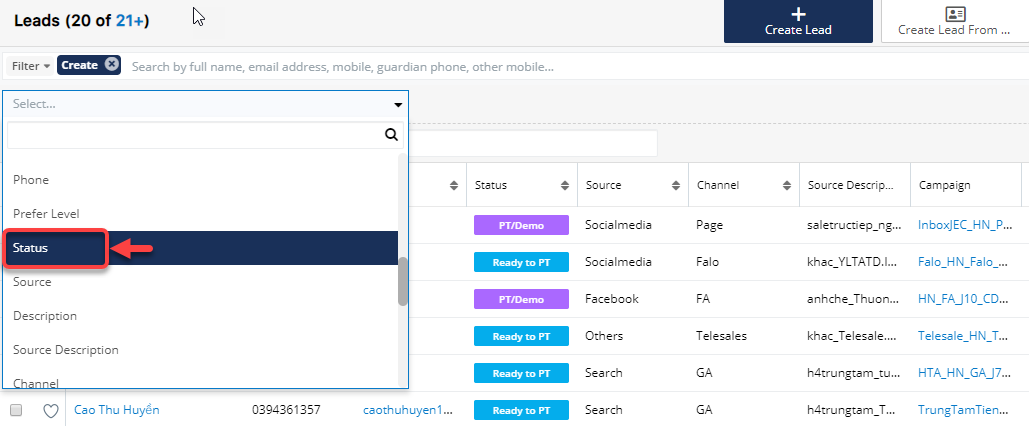 Leads (20 of 21+)
Create Lead
Create Lead From ...
Filter
Create
Search by full name, email address, mobile, guardian phone, other mobile...
Select...
Phone
Prefer Level
Status
Source
Description
Source Description
Channel
Status Source Channel Source Descrip... Campaign
PT/Demo Socialmedia Page saletructiep_ng... InboxJEC_HN_P...
Ready to PT Socialmedia Falo khac_YLTATD.I... Falo_HN_Falo_...
PT/Demo Facebook FA anhche_Thuon... HN_FA_J10_CD...
Ready to PT Others Telesales khac_Telesale.... Telesale_HN_T...
Ready to PT Search GA h4trungtam_tu... HTA_HN_GA_J7...
Cao Thu Huyền 0394361357 caothuhuyen1... Ready to PT Search GA h4trungtam_T... TrungTamTien...